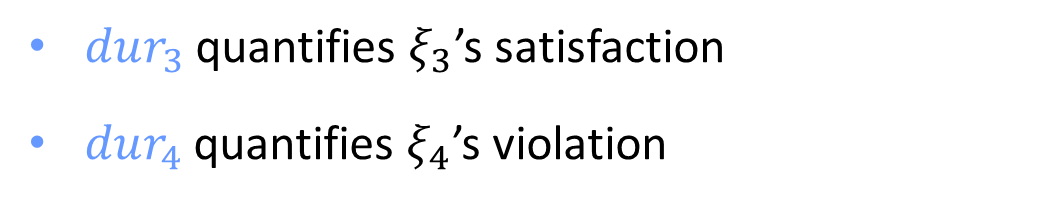 • dur₃ quantifies ξ₃’s satisfaction
• dur₄ quantifies ξ₄’s violation